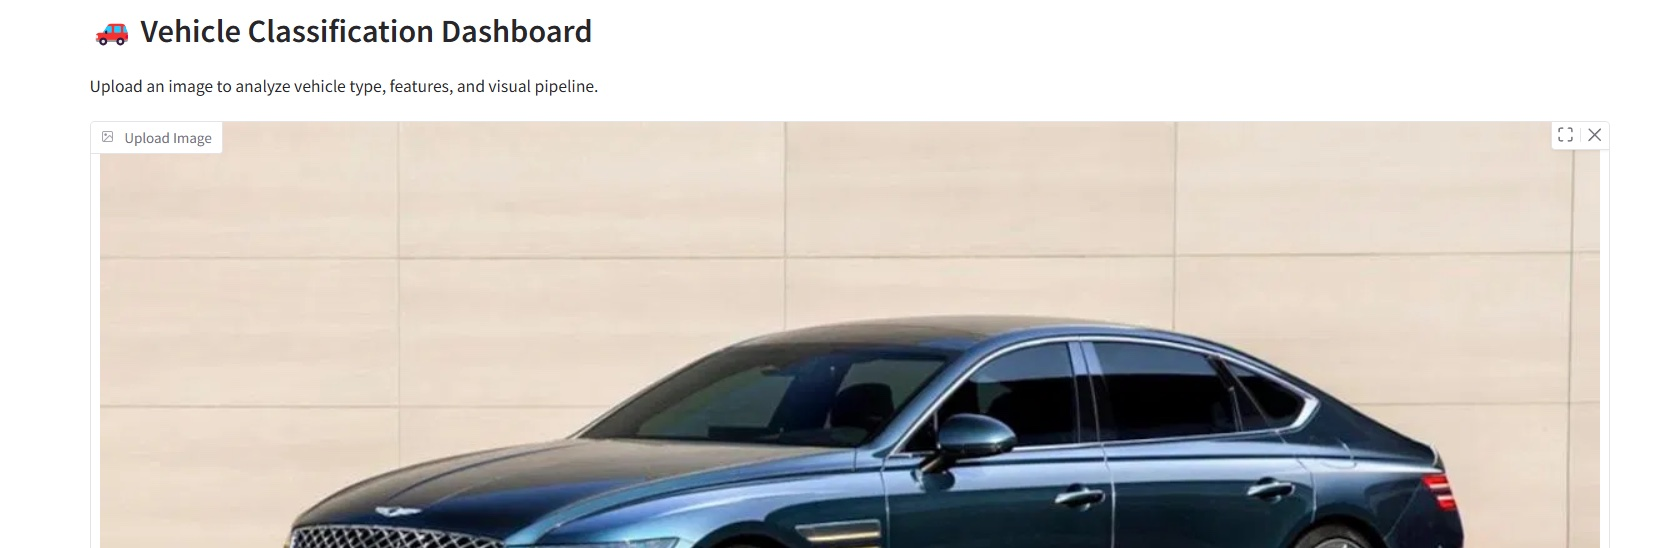 Vehicle Classification Dashboard
Upload an image to analyze vehicle type, features, and visual pipeline.
Upload Image